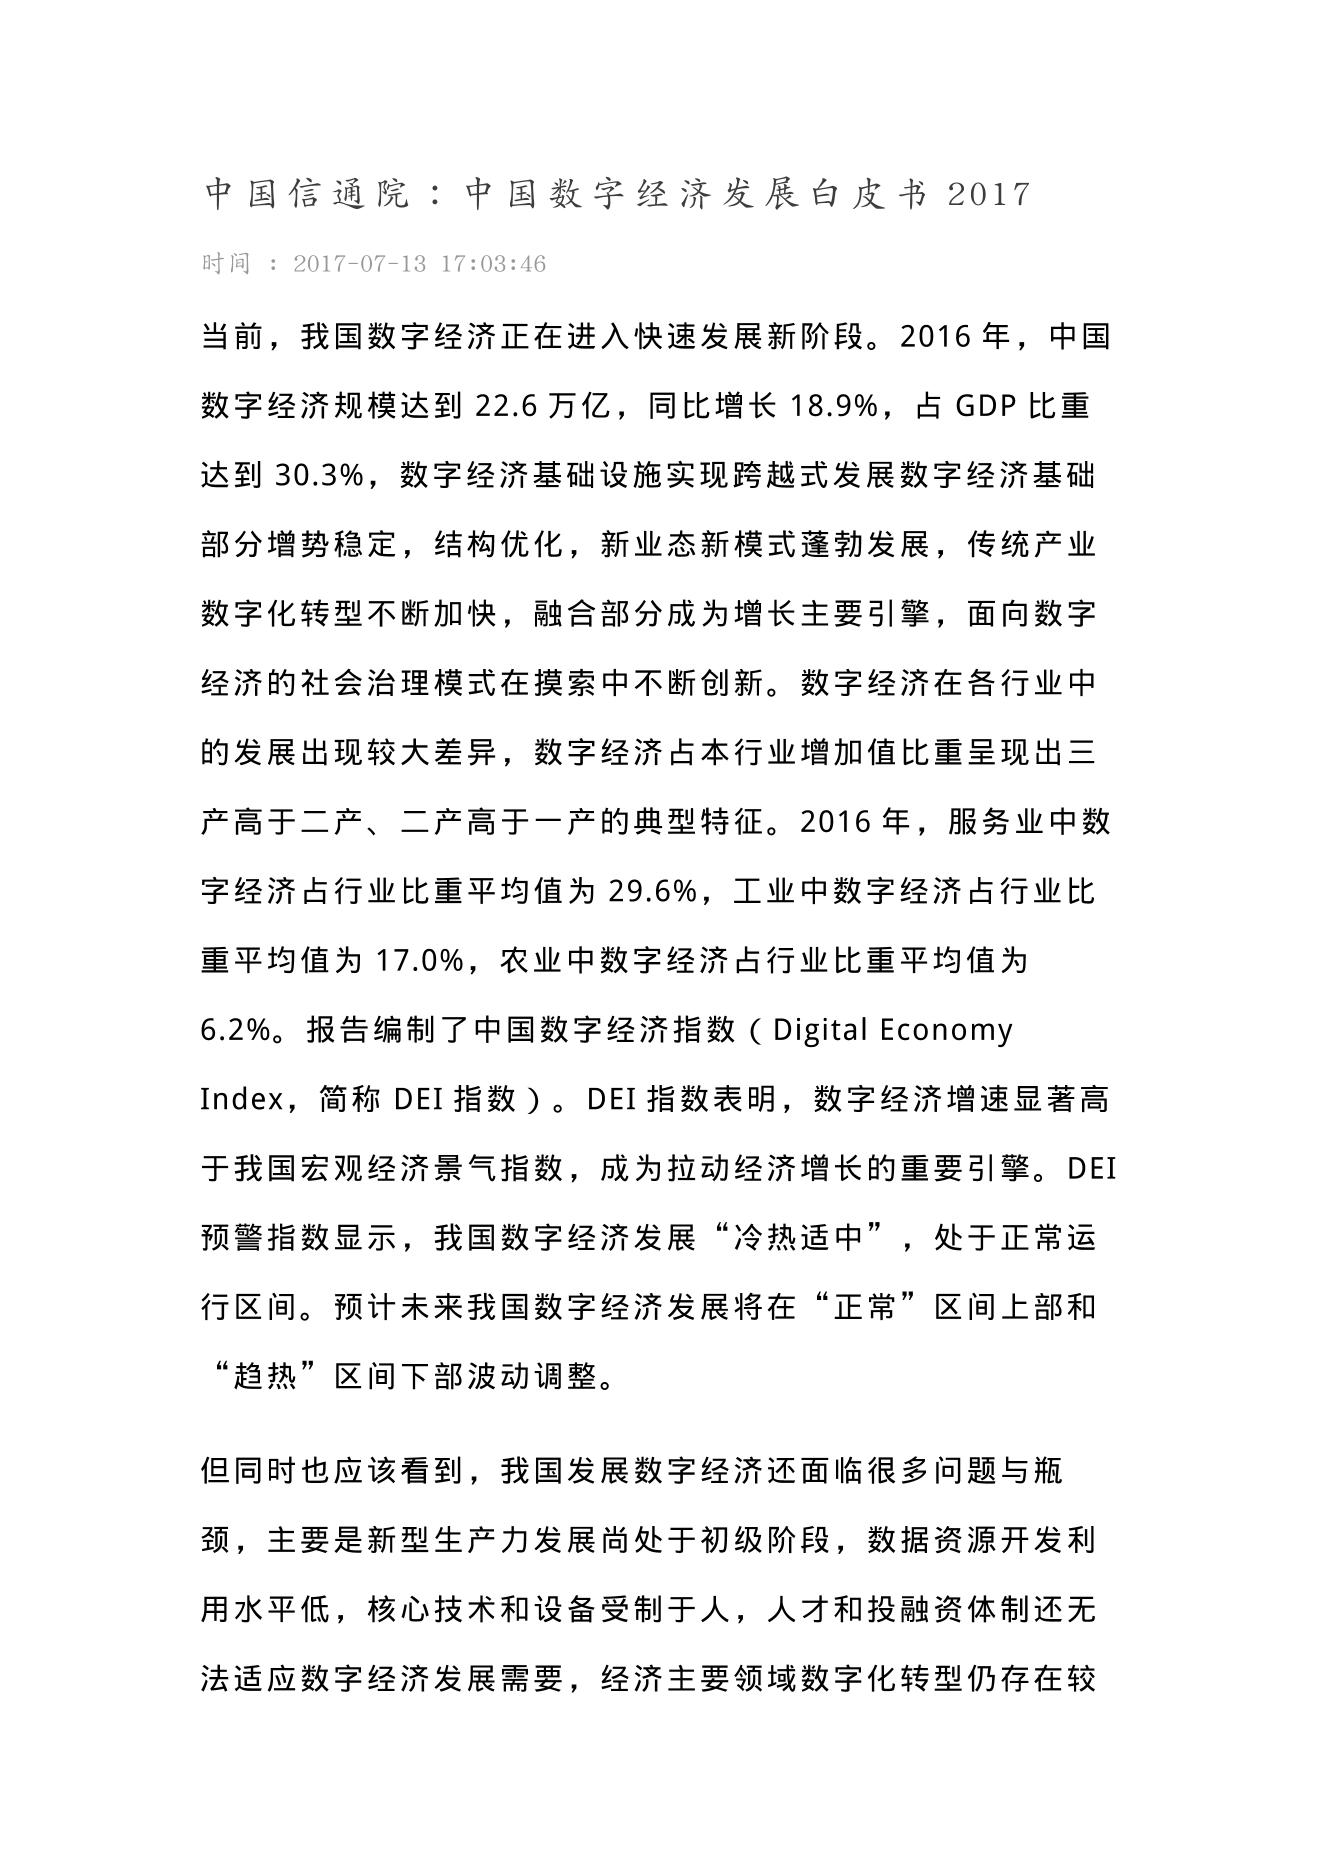 中国信通院：中国数字经济发展白皮书 2017
时间 ：2017-07-13 17:03:46
当前，我国数字经济正在进入快速发展新阶段。2016 年，中国
数字经济规模达到 22.6 万亿，同比增长 18.9%，占 GDP 比重
达到 30.3%，数字经济基础设施实现跨越式发展数字经济基础
部分增势稳定，结构优化，新业态新模式蓬勃发展，传统产业
数字化转型不断加快，融合部分成为增长主要引擎，面向数字
经济的社会治理模式在摸索中不断创新。数字经济在各行业中
的发展出现较大差异，数字经济占本行业增加值比重呈现出三
产高于二产、二产高于一产的典型特征。2016 年，服务业中数
字经济占行业比重平均值为 29.6%，工业中数字经济占行业比
重平均值为 17.0%，农业中数字经济占行业比重平均值为
6.2%。报告编制了中国数字经济指数（Digital Economy
Index，简称 DEI 指数）。DEI 指数表明，数字经济增速显著高
于我国宏观经济景气指数，成为拉动经济增长的重要引擎。DEI
预警指数显示，我国数字经济发展“冷热适中”，处于正常运
行区间。预计未来我国数字经济发展将在“正常”区间上部和
“趋热”区间下部波动调整。
但同时也应该看到，我国发展数字经济还面临很多问题与瓶
颈，主要是新型生产力发展尚处于初级阶段，数据资源开发利
用水平低，核心技术和设备受制于人，人才和投融资体制还无
法适应数字经济发展需要，经济主要领域数字化转型仍存在较